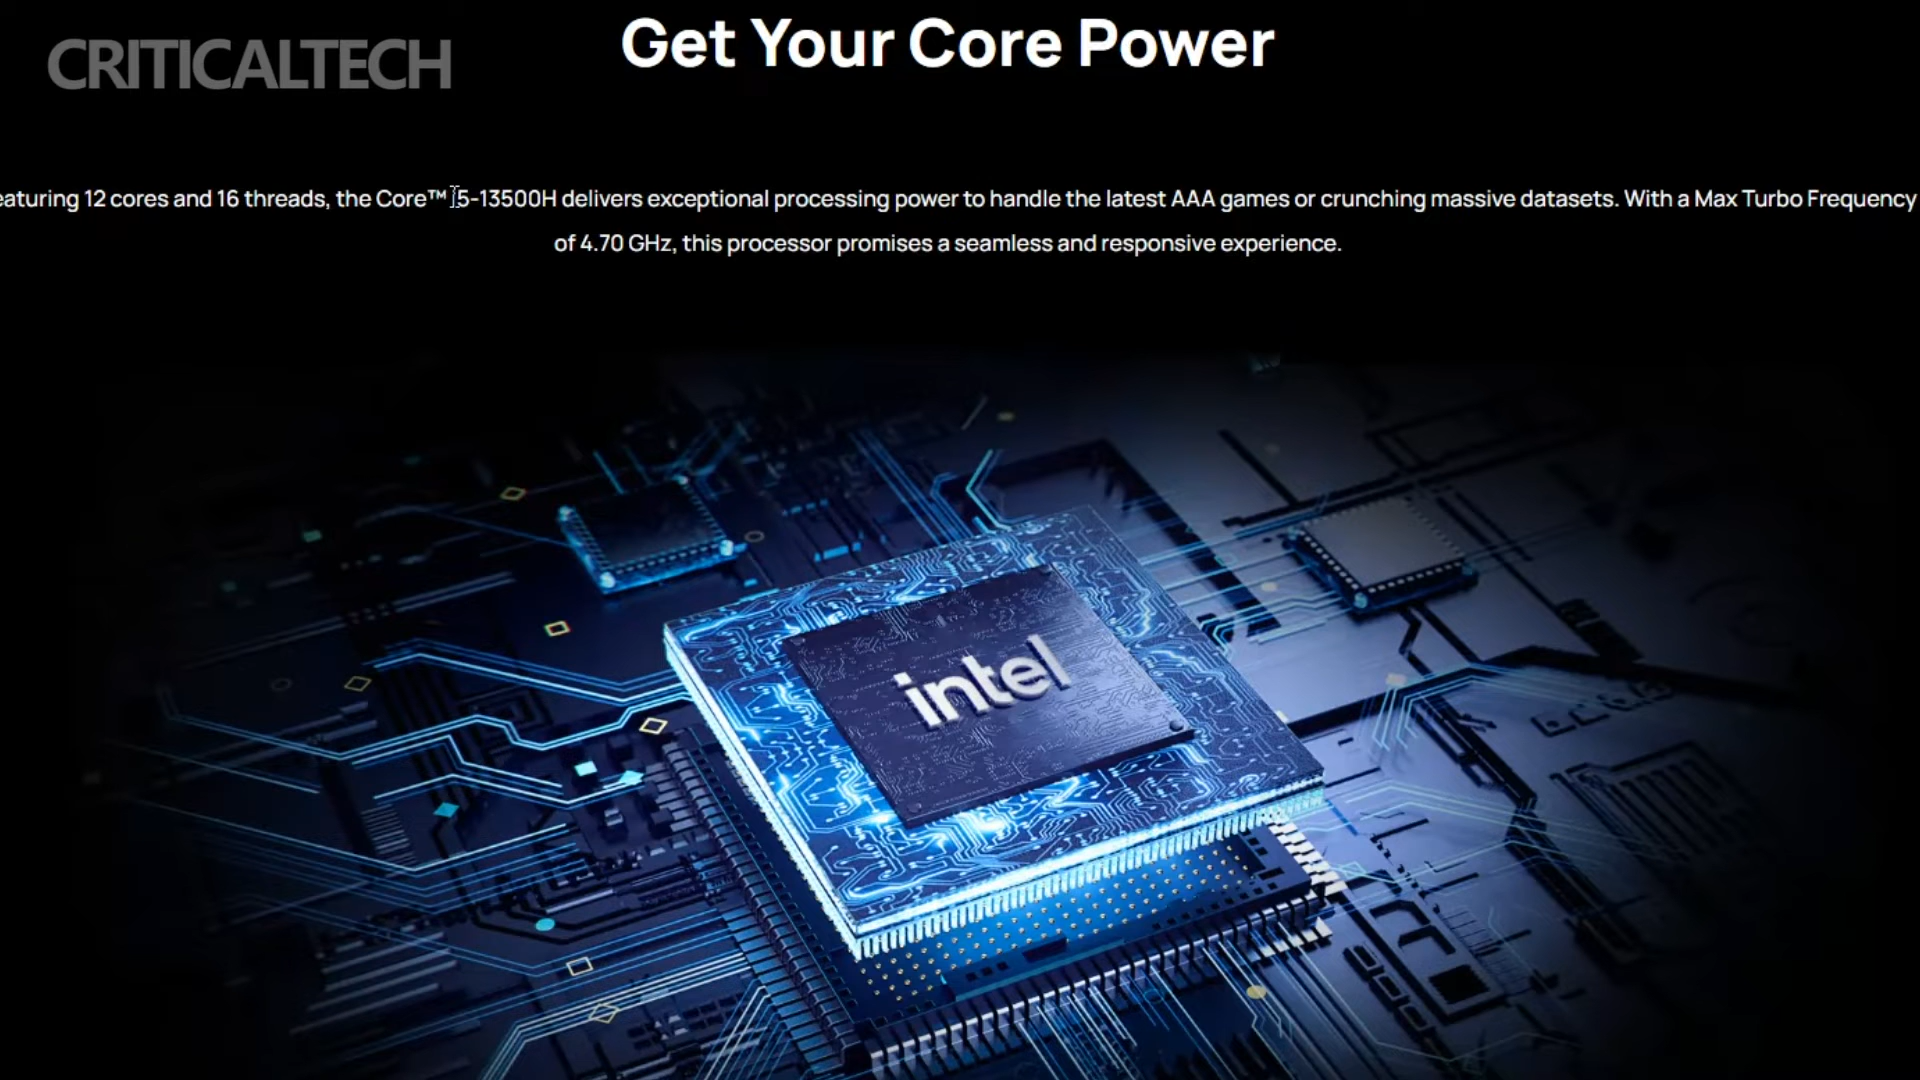 CRITICALTECH
Get Your Core Power
eaturing 12 cores and 16 threads, the Core™ i5-13500H delivers exceptional processing power to handle the latest AAA games or crunching massive datasets. With a Max Turbo Frequency
of 4.70 GHz, this processor promises a seamless and responsive experience.
intel